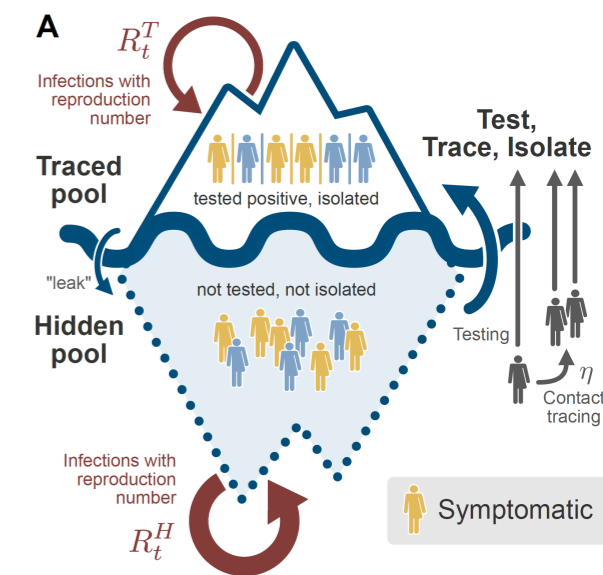 A
R_t^T
Infections with
reproduction
number
Test,
Trace, Isolate
Traced
pool
tested positive, isolated
"leak"
not tested, not isolated
Hidden
pool
Testing
η
Contact
tracing
Infections with
reproduction
number
R_t^H
Symptomatic